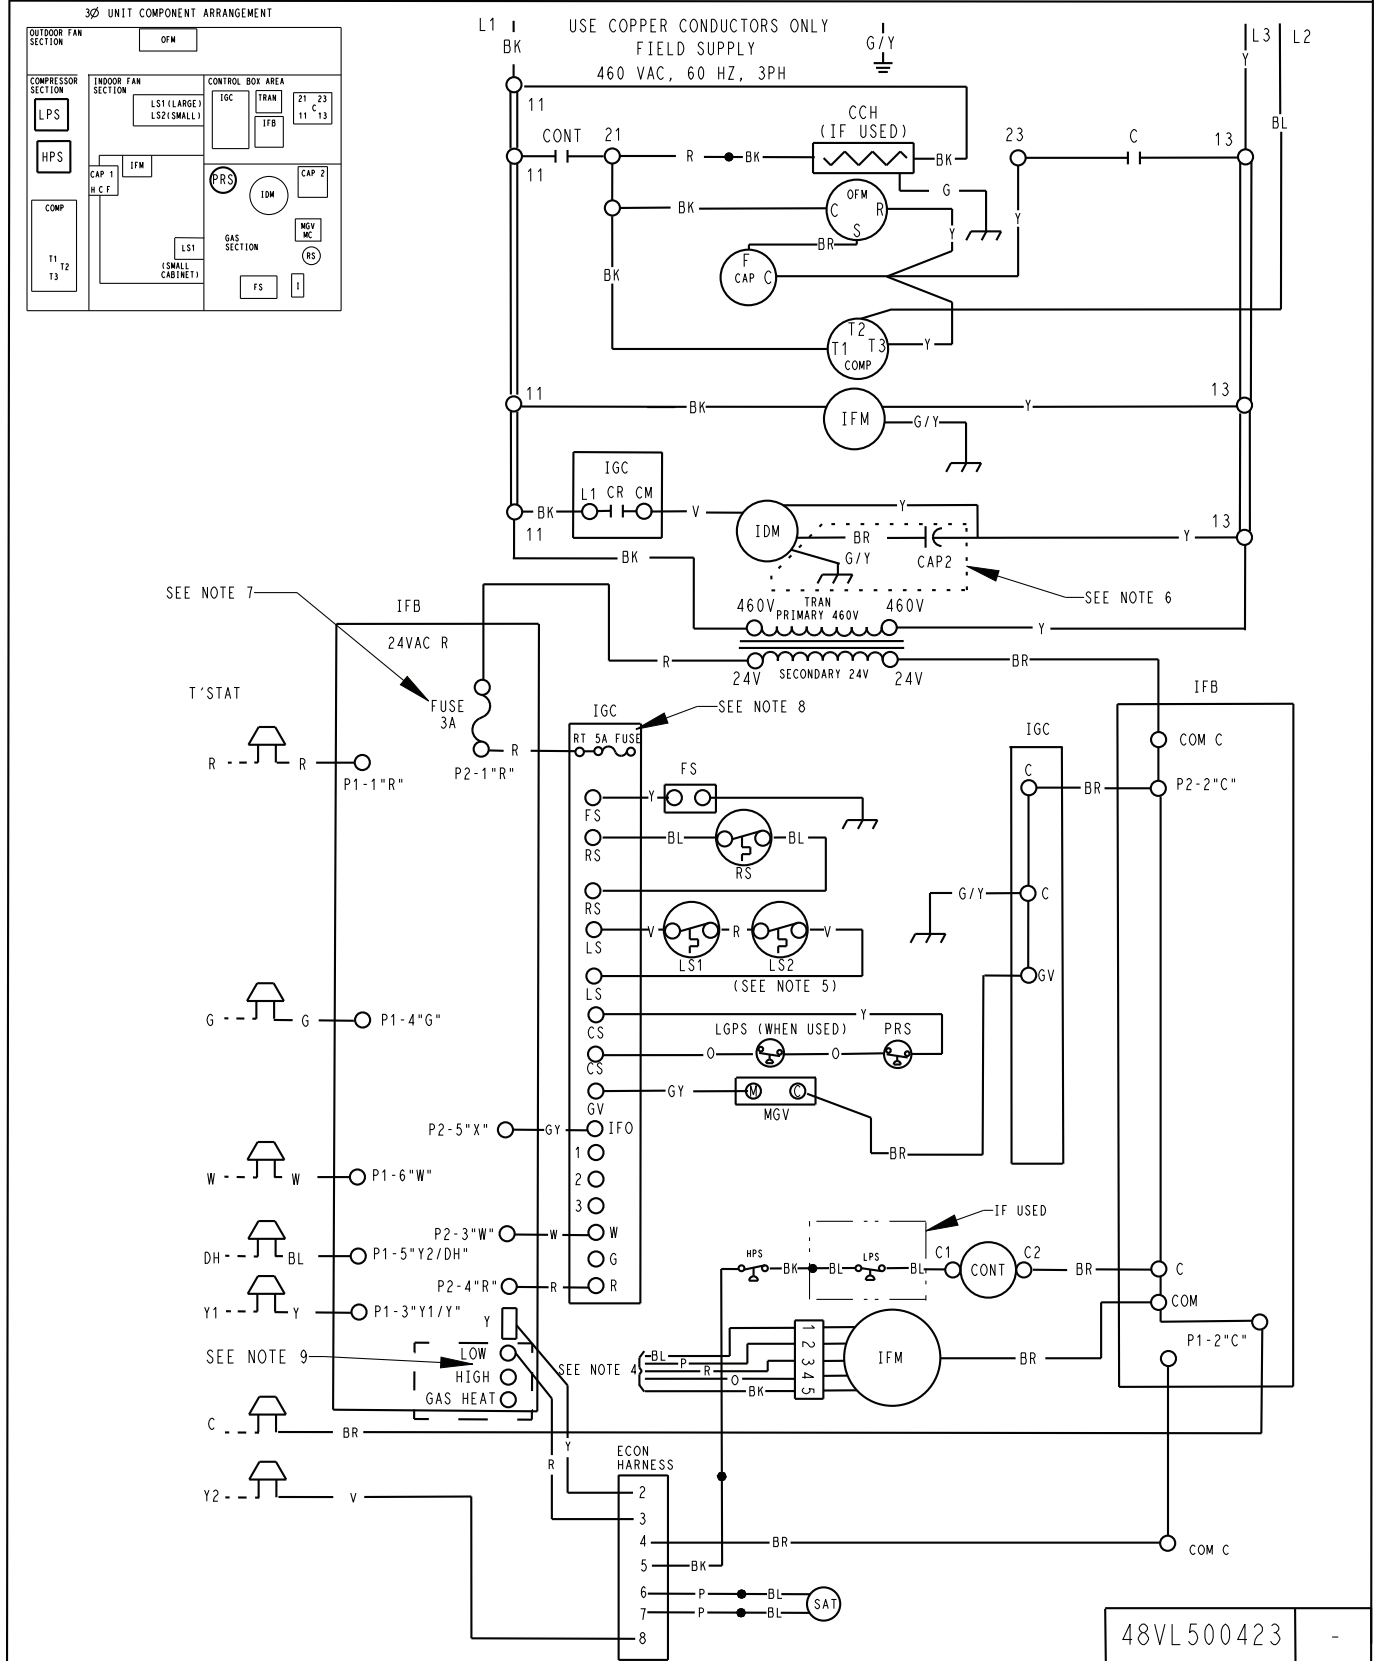 3Ø UNIT COMPONENT ARRANGEMENT
OUTDOOR FAN
SECTION
OFM
COMPRESSOR
SECTION
INDOOR FAN
SECTION
CONTROL BOX AREA
LPS
LS1(LARGE)
LS2(SMALL)
IGC
TRAN
IFB
21 23
C
11 13
HPS
IFM
CAP 1
H C F
PRS
IDM
CAP 2
COMP
T1
T2
T3
LS1
(SMALL
CABINET)
GAS
SECTION
MGV
MC
RS
FS
I
L1
BK
USE COPPER CONDUCTORS ONLY
FIELD SUPPLY
460 VAC, 60 HZ, 3PH
G/Y
L3
L2
Y
BL
11
CCH
(IF USED)
CONT
21
R
BK
BK
23
C
13
11
G
BK
OFM
C
R
S
Y
Y
BR
F
CAP C
BK
T2
T1
T3
COMP
Y
11
BK
IFM
Y
13
G/Y
IGC
L1 CR CM
BK
V
11
IDM
Y
BR
CAP2
G/Y
Y
13
BK
SEE NOTE 6
SEE NOTE 7
IFB
24VAC R
460V
TRAN
PRIMARY 460V
460V
Y
R
24V
SECONDARY 24V
24V
BR
IFB
T'STAT
FUSE
3A
IGC
SEE NOTE 8
RT 5A FUSE
R
R
R
P1-1"R"
P2-1"R"
IGC
COM C
C
BR
P2-2"C"
FS
Y
FS
RS
BL
BL
RS
RS
LS
V
R
V
LS1
LS2
(SEE NOTE 5)
LS
G/Y
C
GV
G
G
P1-4"G"
CS
Y
LGPS (WHEN USED)
PRS
O
O
CS
GV
GY
M
C
MGV
BR
P2-5"X"
GY
IFO
1
2
3
W
W
P1-6"W"
P2-3"W"
W
W
G
DH
BL
P1-5"Y2/DH"
P2-4"R"
R
R
Y1
Y
P1-3"Y1/Y"
Y
IF USED
HPS
BK
BL
LPS
BL
C1
CONT
C2
BR
C
COM
P1-2"C"
SEE NOTE 9
LOW
HIGH
GAS HEAT
SEE NOTE 4
BL
P
R
O
BK
1
2
3
4
5
IFM
BR
C
BR
Y
R
ECON
HARNESS
Y2
V
2
3
4
BR
COM C
5
BK
6
P
BL
7
P
BL
SAT
8
48VL500423
-